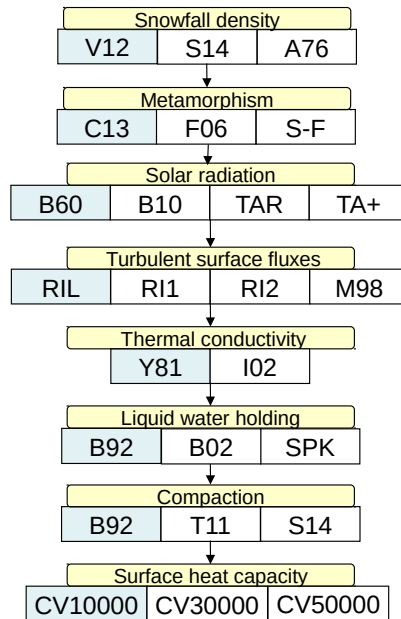 Snowfall density
V12 S14 A76
Metamorphism
C13 F06 S-F
Solar radiation
B60 B10 TAR TA+
Turbulent surface fluxes
RIL RI1 RI2 M98
Thermal conductivity
Y81 I02
Liquid water holding
B92 B02 SPK
Compaction
B92 T11 S14
Surface heat capacity
CV10000 CV30000 CV50000